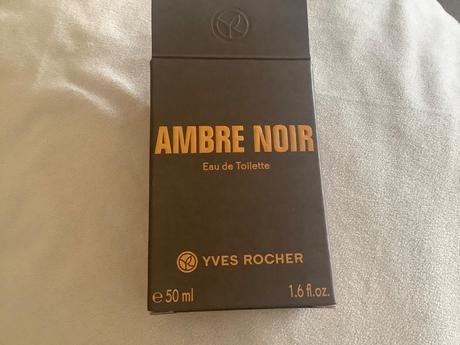 AMBRE NOIR
Eau de Toilette
YVES ROCHER
℮ 50 ml 1.6 fl.oz.